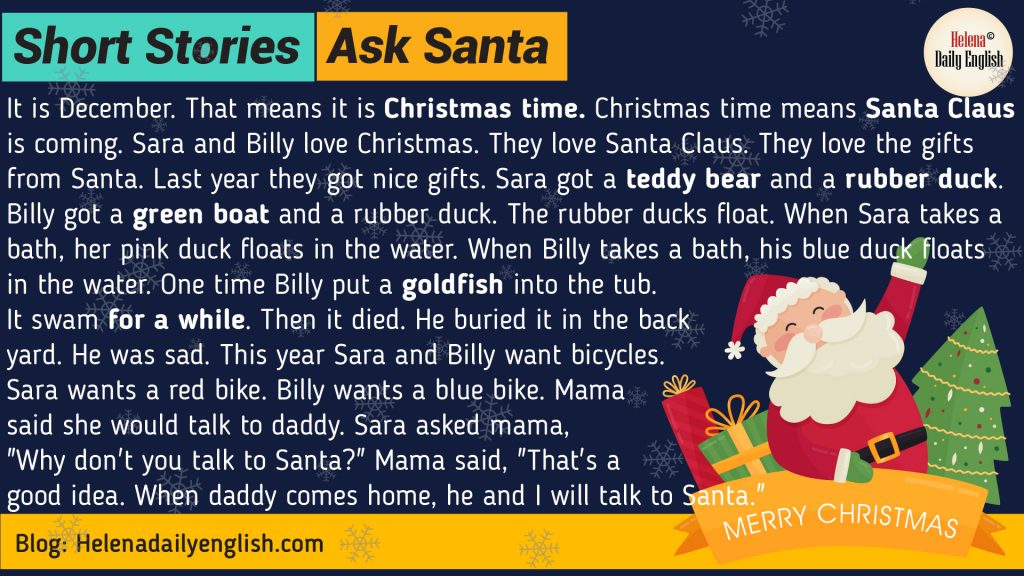 Short Stories Ask Santa
Helena©
Daily English
It is December. That means it is Christmas time. Christmas time means Santa Claus
is coming. Sara and Billy love Christmas. They love Santa Claus. They love the gifts
from Santa. Last year they got nice gifts. Sara got a teddy bear and a rubber duck.
Billy got a green boat and a rubber duck. The rubber ducks float. When Sara takes a
bath, her pink duck floats in the water. When Billy takes a bath, his blue duck floats
in the water. One time Billy put a goldfish into the tub.
It swam for a while. Then it died. He buried it in the back
yard. He was sad. This year Sara and Billy want bicycles.
Sara wants a red bike. Billy wants a blue bike. Mama
said she would talk to daddy. Sara asked mama,
"Why don't you talk to Santa?" Mama said, "That's a
good idea. When daddy comes home, he and I will talk to Santa."
MERRY CHRISTMAS
Blog: Helenadailyenglish.com